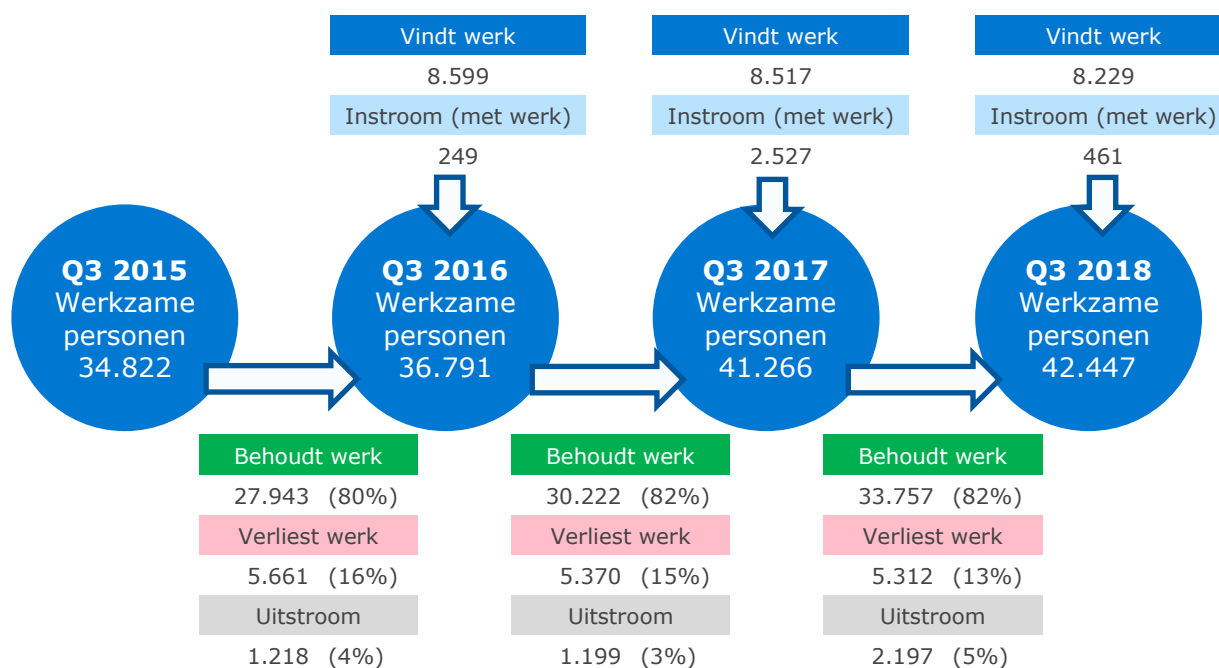 Vindt werk
8.599
Instroom (met werk)
249
Vindt werk
8.517
Instroom (met werk)
2.527
Vindt werk
8.229
Instroom (met werk)
461
Q3 2015
Werkzame
personen
34.822
Q3 2016
Werkzame
personen
36.791
Q3 2017
Werkzame
personen
41.266
Q3 2018
Werkzame
personen
42.447
Behoudt werk
27.943 (80%)
Verliest werk
5.661 (16%)
Uitstroom
1.218 (4%)
Behoudt werk
30.222 (82%)
Verliest werk
5.370 (15%)
Uitstroom
1.199 (3%)
Behoudt werk
33.757 (82%)
Verliest werk
5.312 (13%)
Uitstroom
2.197 (5%)